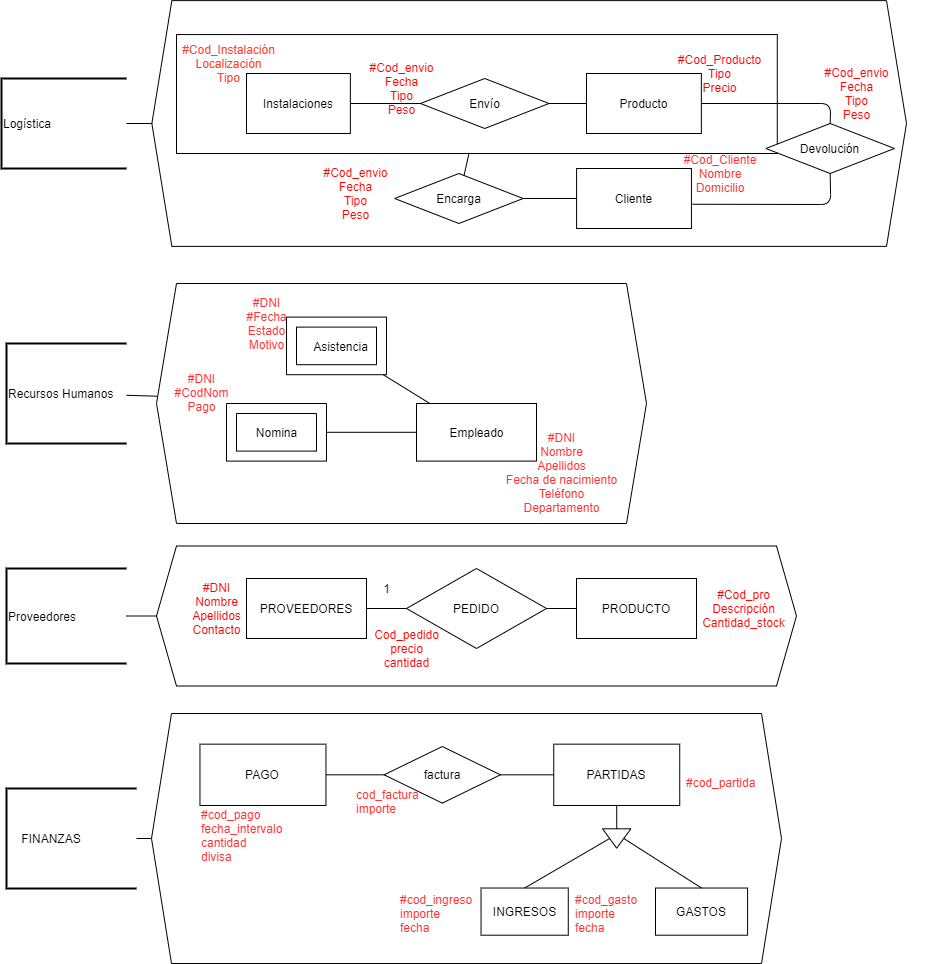 Logística
#Cod_Instalación
Localización
Tipo
Instalaciones
#Cod_envio
Fecha
Tipo
Peso
Envío
Producto
#Cod_Producto
Tipo
Precio
#Cod_envio
Fecha
Tipo
Peso
Devolución
#Cod_envio
Fecha
Tipo
Peso
Encarga
Cliente
#Cod_Cliente
Nombre
Domicilio
Recursos Humanos
#DNI
#Fecha
Estado
Motivo
Asistencia
#DNI
#CodNom
Pago
Nomina
Empleado
#DNI
Nombre
Apellidos
Fecha de nacimiento
Teléfono
Departamento
Proveedores
#DNI
Nombre
Apellidos
Contacto
PROVEEDORES
1
PEDIDO
Cod_pedido
precio
cantidad
PRODUCTO
#Cod_pro
Descripción
Cantidad_stock
FINANZAS
PAGO
#cod_pago
fecha_intervalo
cantidad
divisa
factura
cod_factura
importe
PARTIDAS
#cod_partida
#cod_ingreso
importe
fecha
INGRESOS
#cod_gasto
importe
fecha
GASTOS